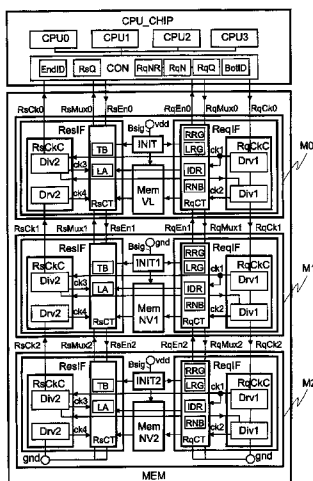 CPU_CHIP
CPU0 CPU1 CPU2 CPU3
EndID RsQ CON RqNR RqN RqQ BotID
RsCk0 RsMux0 RsEn0 RqEn0 RqMux0 RqCk0
ResIF Bsig vdd ReqIF
RsCkC RRG RqCkC M0
TB INIT LRG ck1
Div2 ck3 Div1
LA IDR
Drv2 ck4 Mem VL RNB ck2 Drv1
RsCT RqCT
RsCk1 RsMux1 RsEn1 RqEn1 RqMux1 RqCk1
ResIF Bsig gnd ReqIF
RsCkC RRG RqCkC M1
TB INIT1 LRG ck1
Drv2 ck3 Drv1
LA IDR
Div2 ck4 Mem NV1 RNB ck2 Div1
RsCT RqCT
RsCk2 RsMux2 RsEn2 RqEn2 RqMux2 RqCk2
ResIF Bsig vdd ReqIF
RsCkC RRG RqCkC M2
TB INIT2 LRG ck1
Drv2 ck3 Drv1
LA IDR
Div2 ck4 Mem NV2 RNB ck2 Div1
RsCT RqCT
gnd gnd
MEM